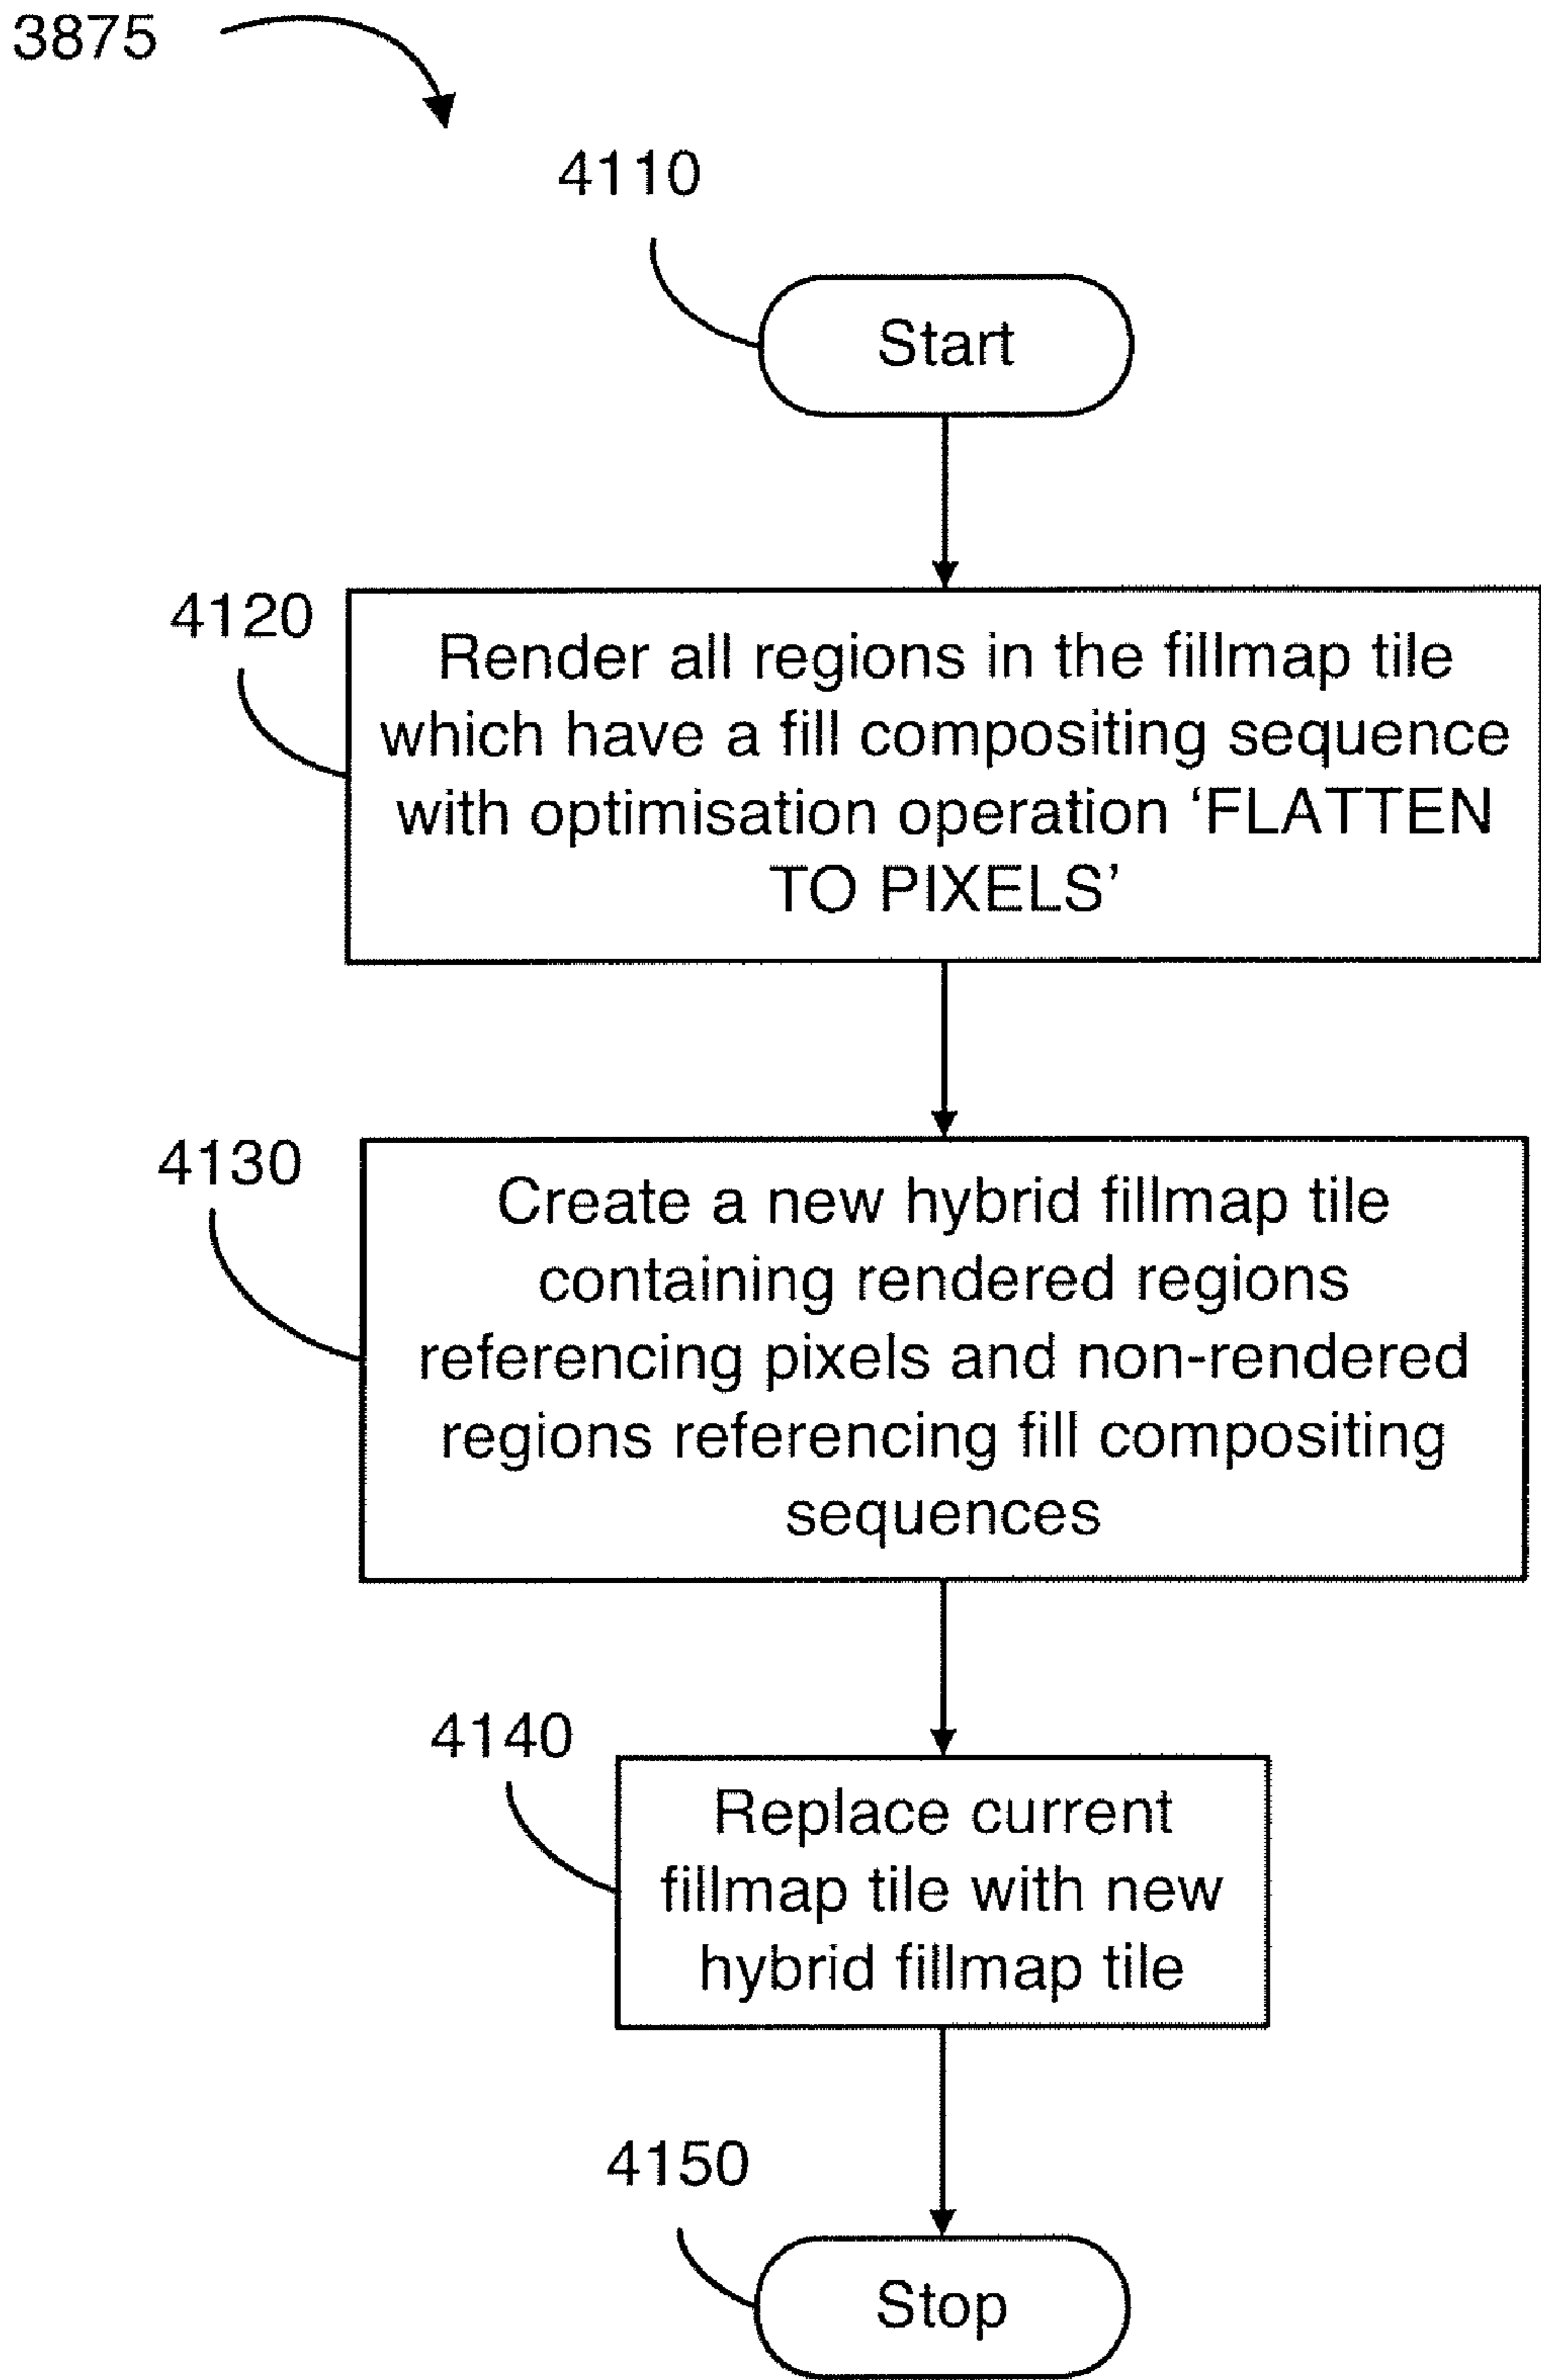 3875
4110
Start
4120
Render all regions in the fillmap tile
which have a fill compositing sequence
with optimisation operation ‘FLATTEN
TO PIXELS’
4130
Create a new hybrid fillmap tile
containing rendered regions
referencing pixels and non-rendered
regions referencing fill compositing
sequences
4140
Replace current
fillmap tile with new
hybrid fillmap tile
4150
Stop